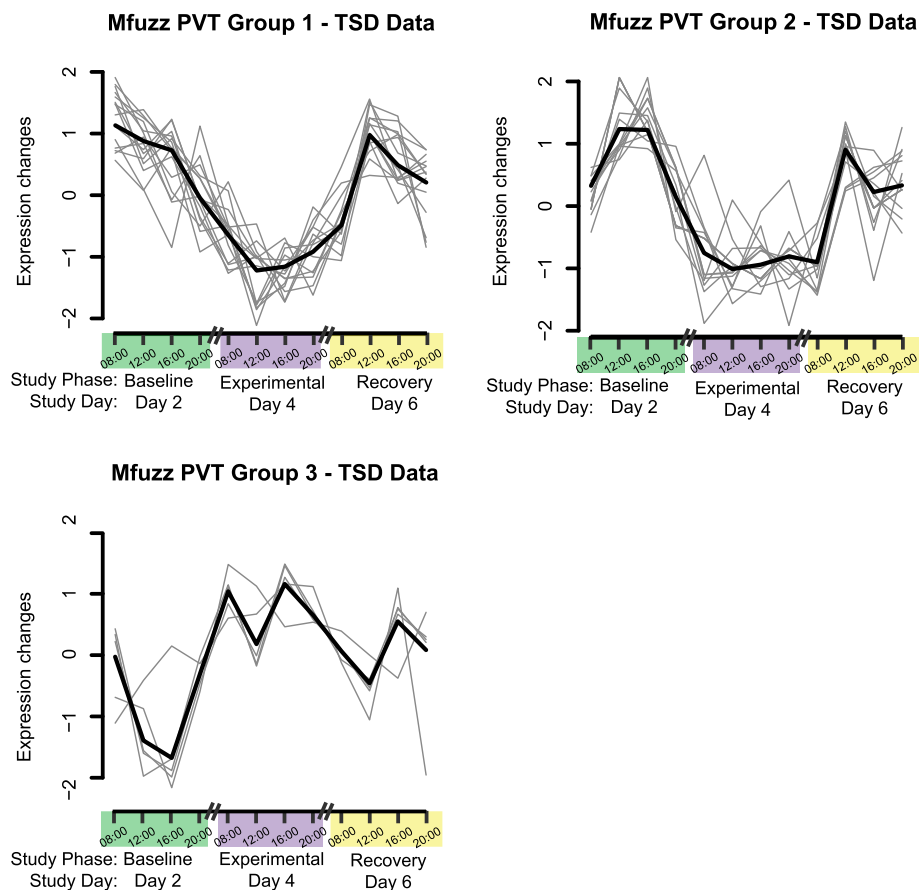 Mfuzz PVT Group 1 - TSD Data
Expression changes
2
1
0
−1
−2
08:00 12:00 16:00 20:00 08:00 12:00 16:00 20:00 08:00 12:00 16:00 20:00
Study Phase: Baseline Experimental Recovery
Study Day: Day 2 Day 4 Day 6
Mfuzz PVT Group 2 - TSD Data
Expression changes
2
1
0
−1
−2
08:00 12:00 16:00 20:00 08:00 12:00 16:00 20:00 08:00 12:00 16:00 20:00
Study Phase: Baseline Experimental Recovery
Study Day: Day 2 Day 4 Day 6
Mfuzz PVT Group 3 - TSD Data
Expression changes
2
1
0
−1
−2
08:00 12:00 16:00 20:00 08:00 12:00 16:00 20:00 08:00 12:00 16:00 20:00
Study Phase: Baseline Experimental Recovery
Study Day: Day 2 Day 4 Day 6